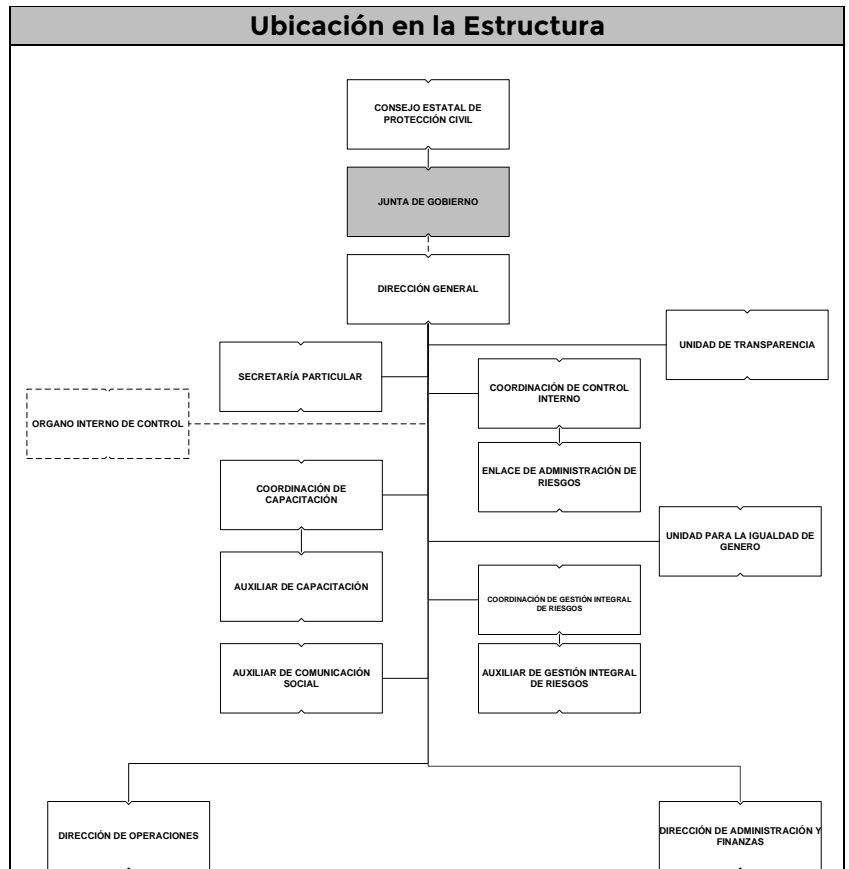 Ubicación en la Estructura
CONSEJO ESTATAL DE
PROTECCIÓN CIVIL
JUNTA DE GOBIERNO
DIRECCIÓN GENERAL
UNIDAD DE TRANSPARENCIA
SECRETARÍA PARTICULAR
COORDINACIÓN DE CONTROL
INTERNO
ORGANO INTERNO DE CONTROL
ENLACE DE ADMINISTRACIÓN DE
RIESGOS
COORDINACIÓN DE
CAPACITACIÓN
UNIDAD PARA LA IGUALDAD DE
GENERO
AUXILIAR DE CAPACITACIÓN
COORDINACIÓN DE GESTIÓN INTEGRAL
DE RIESGOS
AUXILIAR DE COMUNICACIÓN
SOCIAL
AUXILIAR DE GESTIÓN INTEGRAL
DE RIESGOS
DIRECCIÓN DE OPERACIONES
DIRECCIÓN DE ADMINISTRACIÓN Y
FINANZAS